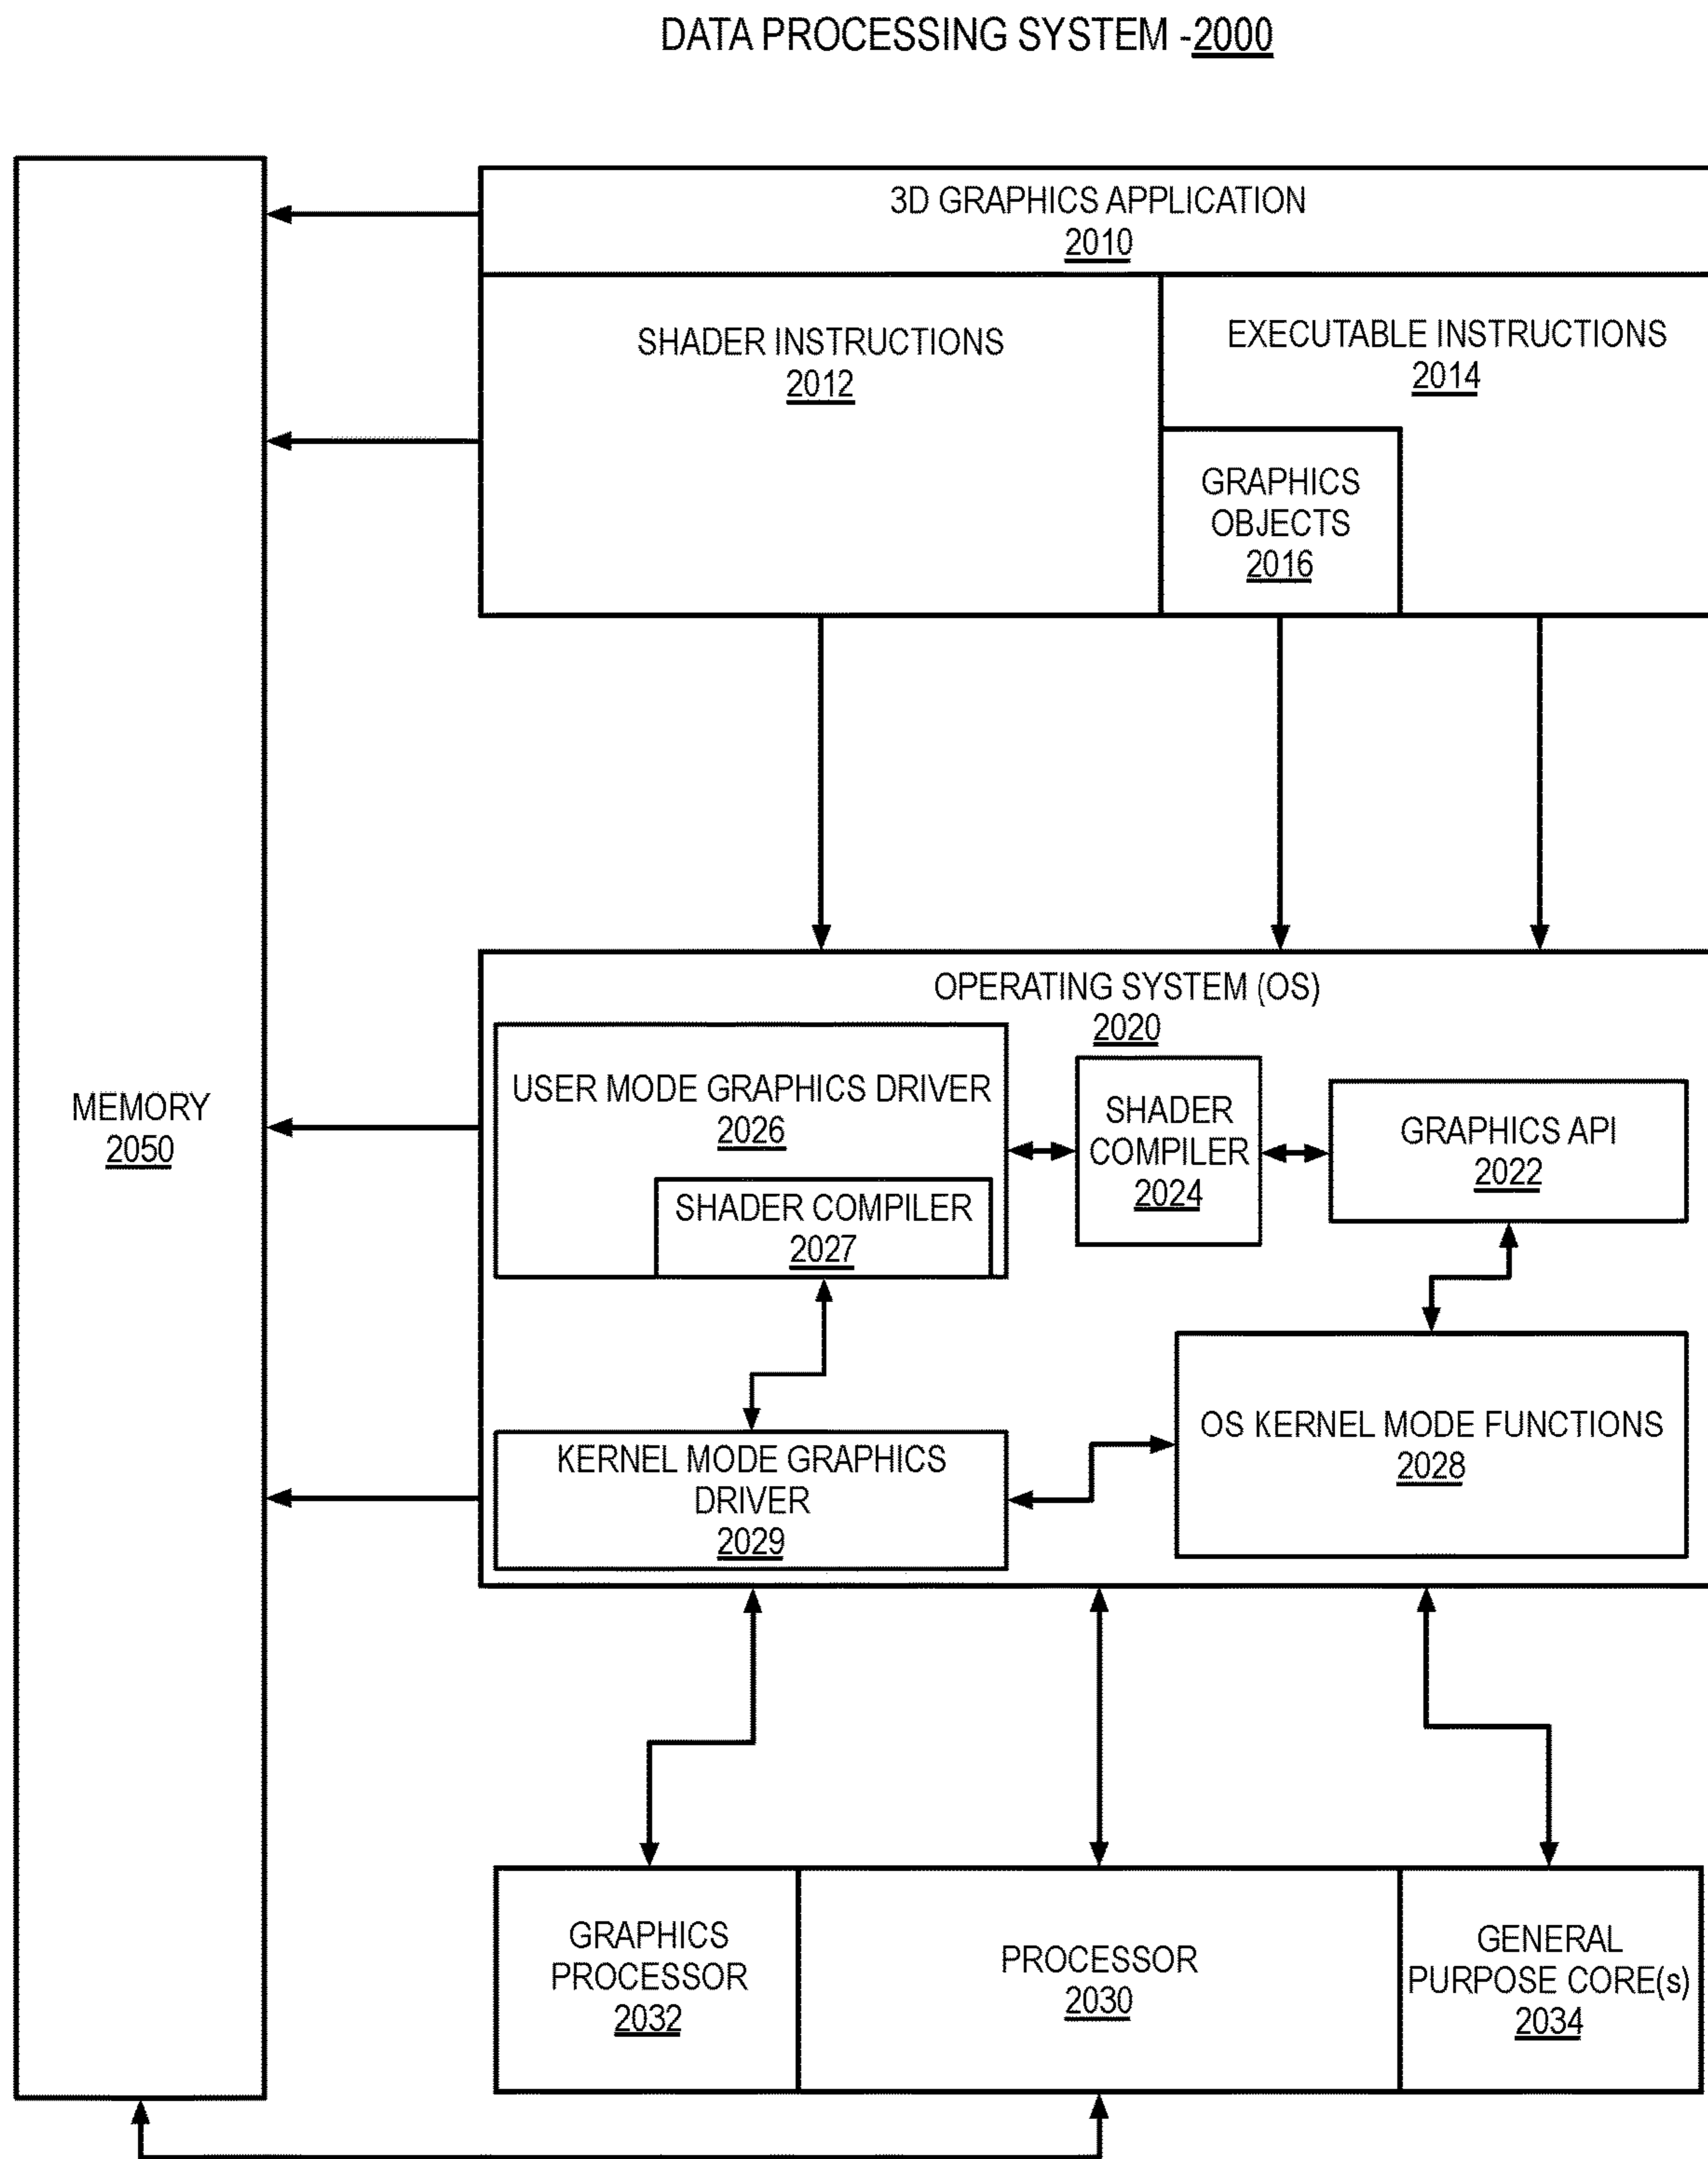 DATA PROCESSING SYSTEM -2000
3D GRAPHICS APPLICATION
2010
SHADER INSTRUCTIONS
2012
EXECUTABLE INSTRUCTIONS
2014
GRAPHICS
OBJECTS
2016
MEMORY
2050
OPERATING SYSTEM (OS)
2020
USER MODE GRAPHICS DRIVER
2026
SHADER COMPILER
2027
SHADER
COMPILER
2024
GRAPHICS API
2022
KERNEL MODE GRAPHICS
DRIVER
2029
OS KERNEL MODE FUNCTIONS
2028
GRAPHICS
PROCESSOR
2032
PROCESSOR
2030
GENERAL
PURPOSE CORE(s)
2034